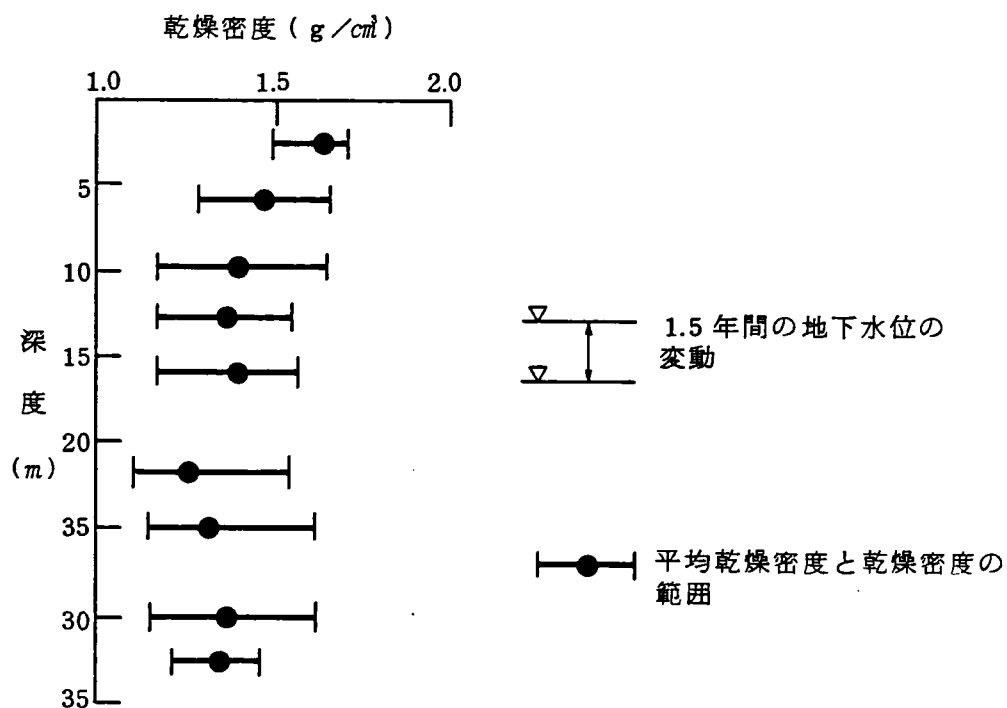 乾燥密度(g/cm³)
1.0 1.5 2.0
5
10
15
20
35
30
35
深度(m)
1.5年間の地下水位の
変動
平均乾燥密度と乾燥密度の
範囲